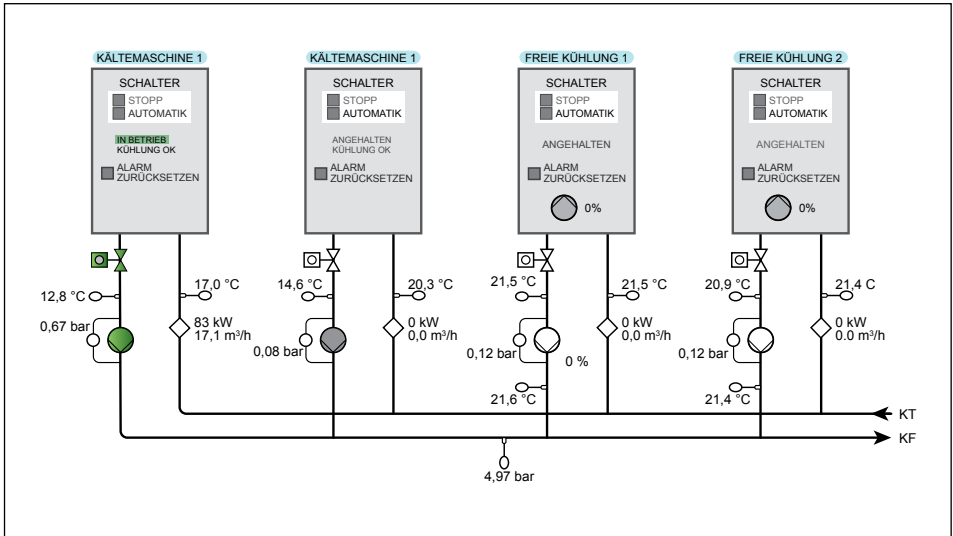 KÄLTEMASCHINE 1
SCHALTER
STOPP
AUTOMATIK
IN BETRIEB
KÜHLUNG OK
ALARM
ZURÜCKSETZEN
KÄLTEMASCHINE 1
SCHALTER
STOPP
AUTOMATIK
ANGEHALTEN
KÜHLUNG OK
ALARM
ZURÜCKSETZEN
FREIE KÜHLUNG 1
SCHALTER
STOPP
AUTOMATIK
ANGEHALTEN
ALARM
ZURÜCKSETZEN
0%
FREIE KÜHLUNG 2
SCHALTER
STOPP
AUTOMATIK
ANGEHALTEN
ALARM
ZURÜCKSETZEN
0%
12,8 °C
17,0 °C
0,67 bar
83 kW
17,1 m³/h
14,6 °C
20,3 °C
0,08 bar
0 kW
0,0 m³/h
21,5 °C
21,5 °C
0,12 bar
0 %
0 kW
0,0 m³/h
21,6 °C
20,9 °C
21,4 C
0,12 bar
0 kW
0.0 m³/h
21,4 °C
KT
KF
4,97 bar